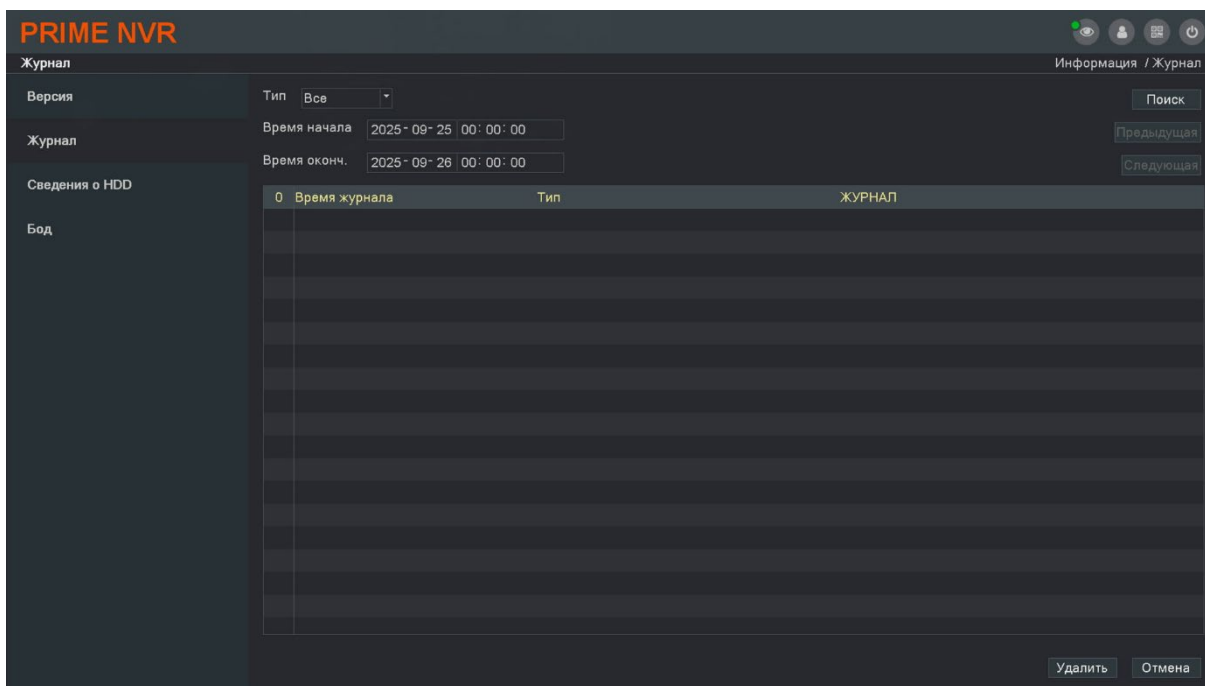 PRIME NVR
Журнал
Информация / Журнал
Версия
Журнал
Сведения о HDD
Бод
Тип Все
Поиск
Время начала 2025-09-25 00:00:00
Предыдущая
Время оконч. 2025-09-26 00:00:00
Следующая
0 Время журнала Тип ЖУРНАЛ
Удалить Отмена